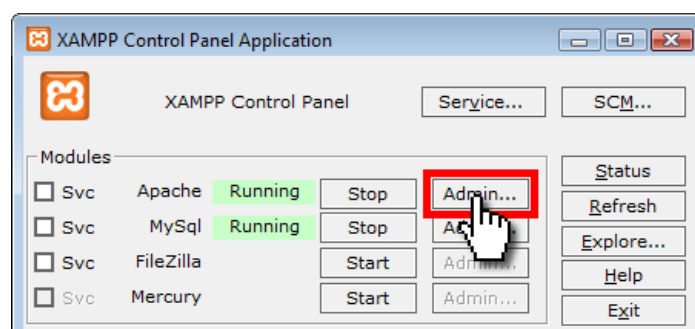 XAMPP Control Panel Application
XAMPP Control Panel Service... SCM...
Modules
Svc Apache Running Stop Admin...
Svc MySql Running Stop
Svc FileZilla Start Admin...
Svc Mercury Start Admin...
Status
Refresh
Explore...
Help
Exit